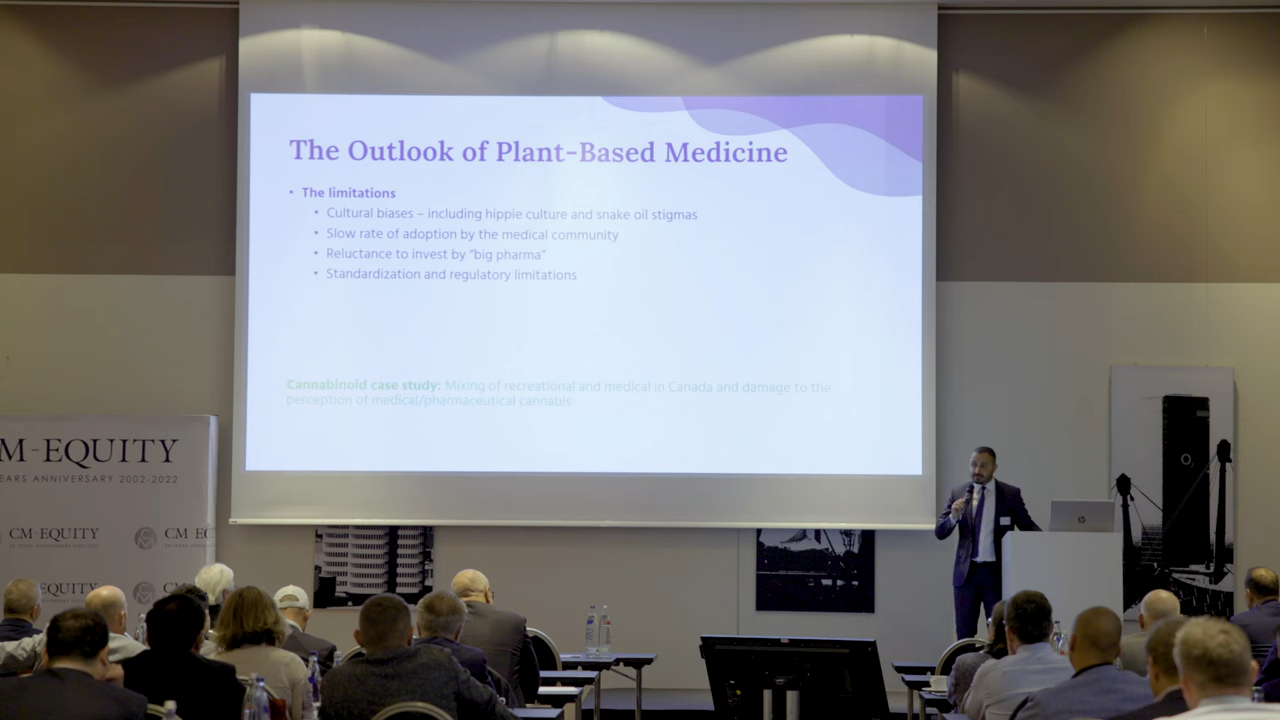 The Outlook of Plant-Based Medicine
• The limitations
• Cultural biases – including hippie culture and snake oil stigmas
• Slow rate of adoption by the medical community
• Reluctance to invest by “big pharma”
• Standardization and regulatory limitations
Cannabinoid case study: Mixing of recreational and medical in Canada and damage to the
perception of medical/pharmaceutical cannabis
M-EQUITY
EARS ANNIVERSARY 2002-2022
CM-EQUITY CM-EQ
EQUITY CM
hp